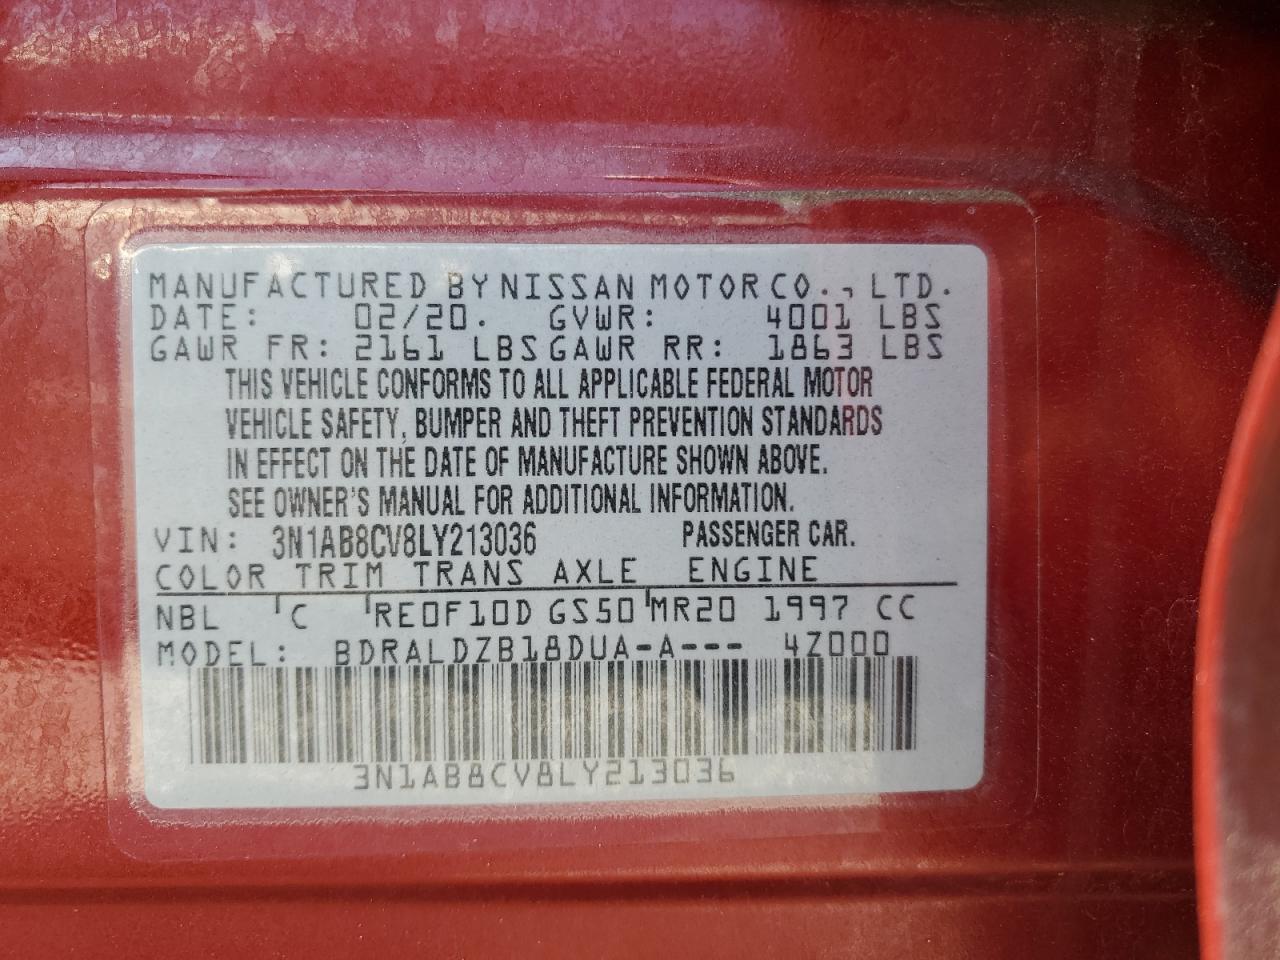 MANUFACTURED BY NISSAN MOTOR CO., LTD.
DATE: 02/20. GVWR: 4001 LBS
GAWR FR: 2161 LBS GAWR RR: 1863 LBS
THIS VEHICLE CONFORMS TO ALL APPLICABLE FEDERAL MOTOR
VEHICLE SAFETY, BUMPER AND THEFT PREVENTION STANDARDS
IN EFFECT ON THE DATE OF MANUFACTURE SHOWN ABOVE.
SEE OWNER'S MANUAL FOR ADDITIONAL INFORMATION.
VIN: 3N1AB8CV8LY213036 PASSENGER CAR.
COLOR TRIM TRANS AXLE ENGINE
NBL C RE0F10D GS50 MR20 1997 CC
MODEL: BDRALDZB18DUA-A--- 4Z000
3N1AB8CV8LY213036